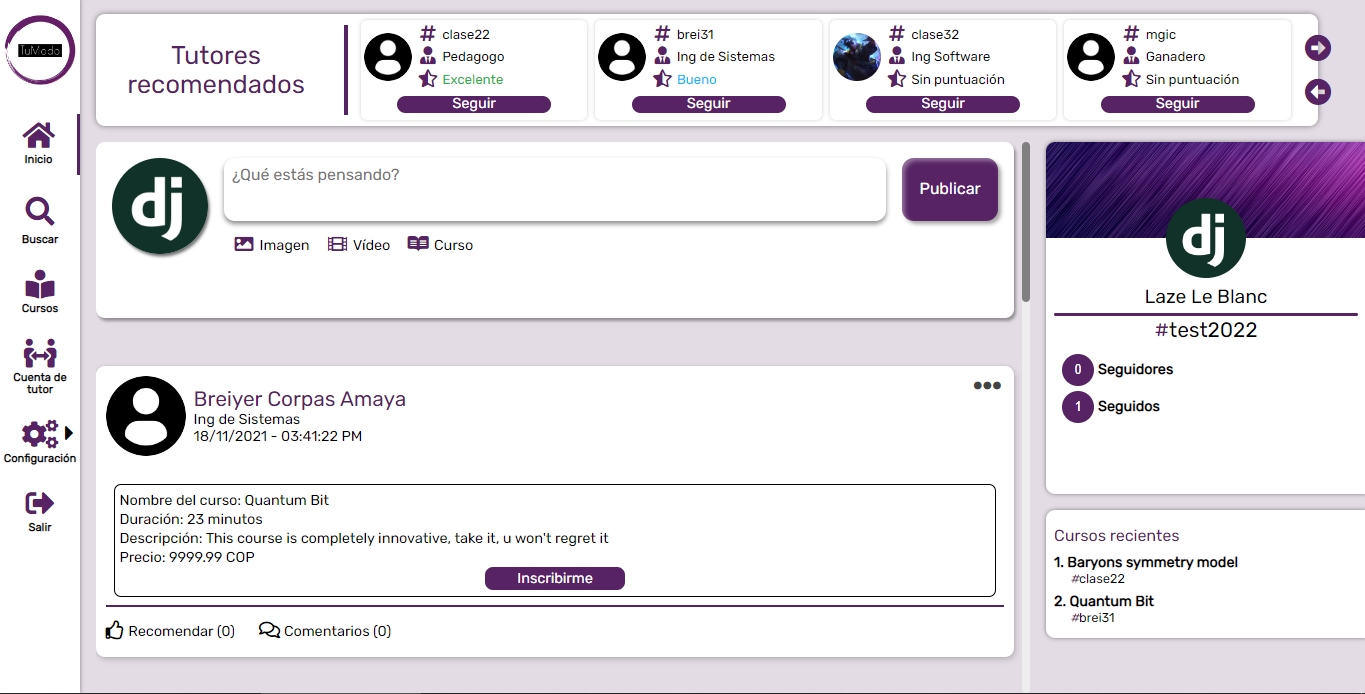 TuModo
Inicio
Buscar
Cursos
Cuenta de
tutor
Configuración
Salir
Tutores
recomendados
# clase22
Pedagogo
Excelente
Seguir
# brei31
Ing de Sistemas
Bueno
Seguir
# clase32
Ing Software
Sin puntuación
Seguir
# mgic
Ganadero
Sin puntuación
Seguir
dj
¿Qué estás pensando?
Publicar
Imagen
Vídeo
Curso
Breiyer Corpas Amaya
Ing de Sistemas
18/11/2021 - 03:41:22 PM
Nombre del curso: Quantum Bit
Duración: 23 minutos
Descripción: This course is completely innovative, take it, u won't regret it
Precio: 9999.99 COP
Inscribirme
Recomendar (0)
Comentarios (0)
dj
Laze Le Blanc
#test2022
0 Seguidores
1 Seguidos
Cursos recientes
1. Baryons symmetry model
#clase22
2. Quantum Bit
#brei31